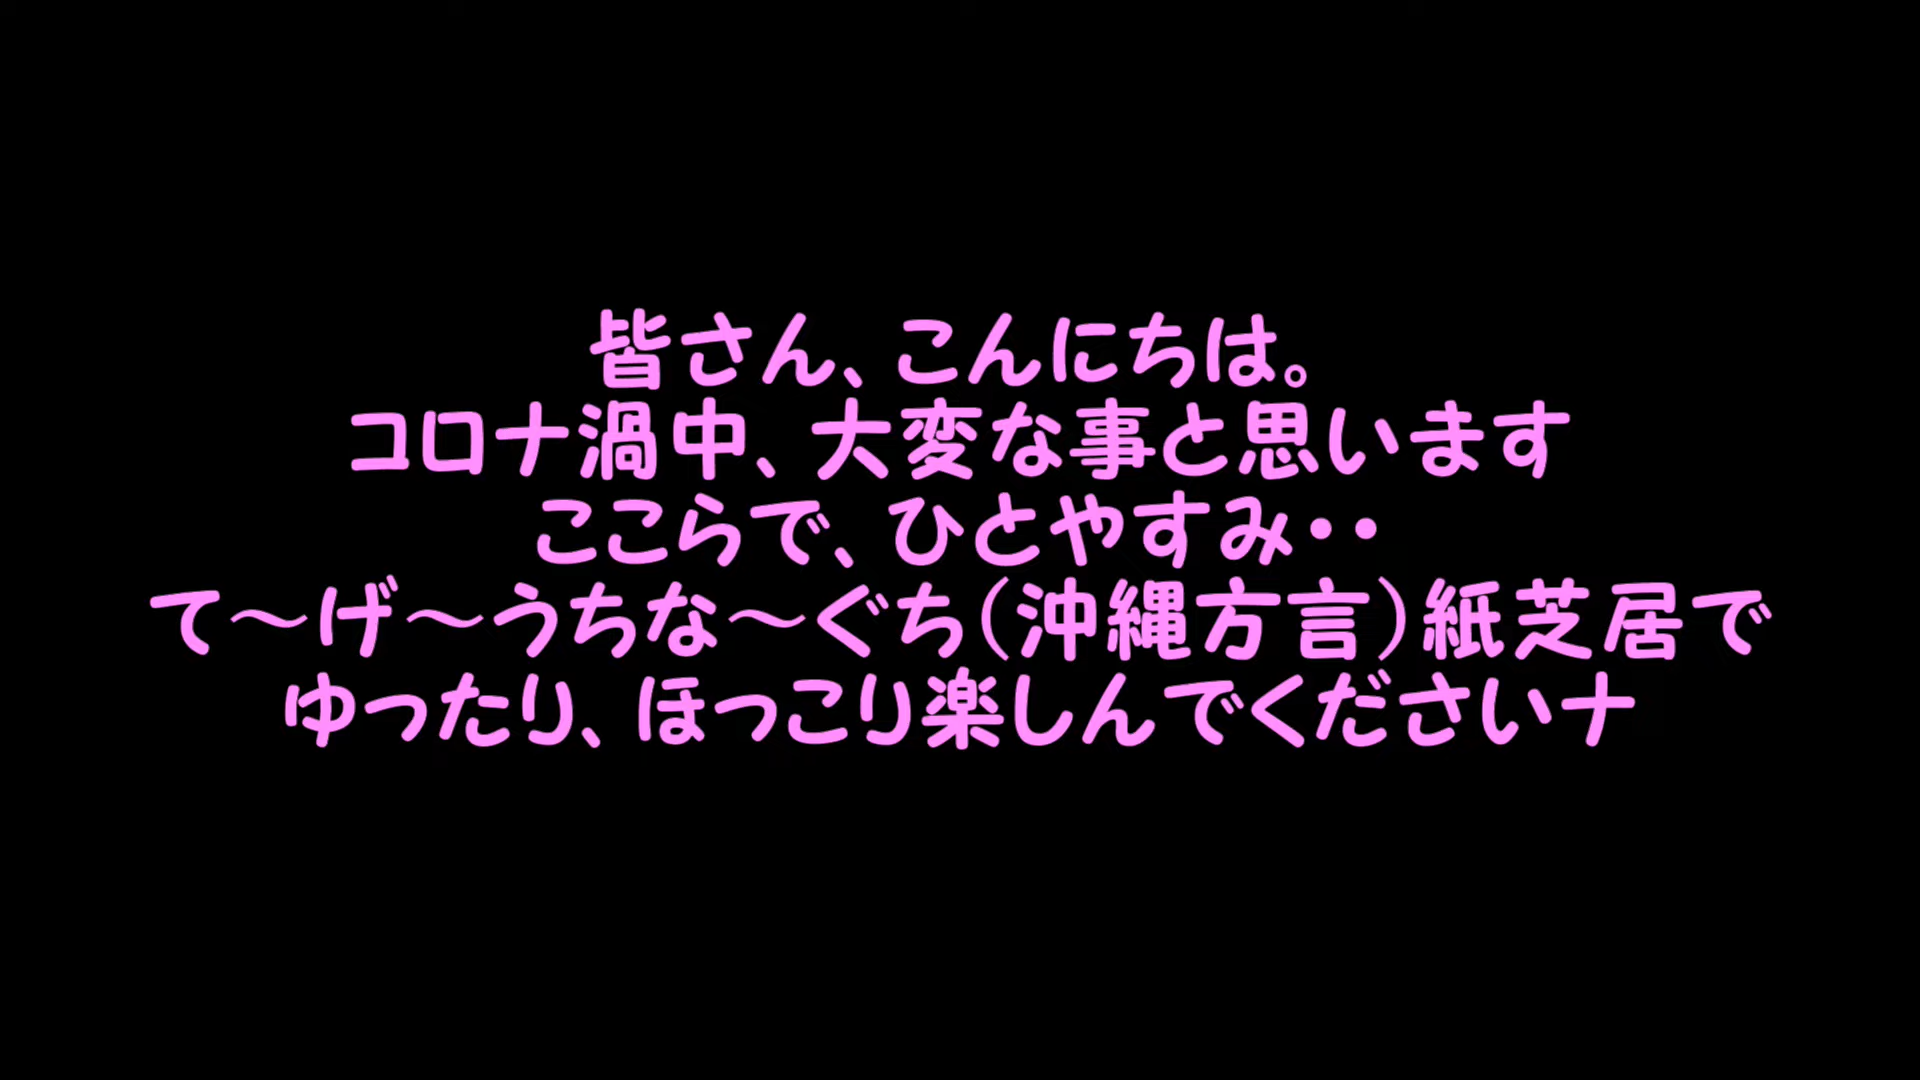 皆さん、こんにちは。
コロナ渦中、大変な事と思います
ここらで、ひとやすみ・・
て～げ～うちな～ぐち（沖縄方言）紙芝居で
ゆったり、ほっこり楽しんでくださいナ